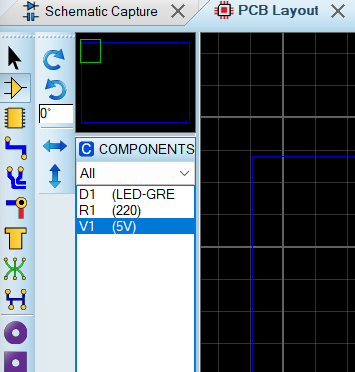 Schematic Capture
PCB Layout
0°
C COMPONENTS
All
D1 (LED-GRE
R1 (220)
V1 (5V)